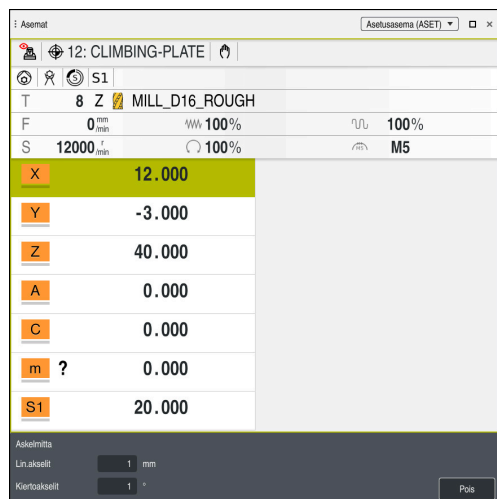 Asemat Asetusasema (ASET)
12: CLIMBING-PLATE
S S1
T 8 Z MILL_D16_ROUGH
F 0 mm/min 100% 100%
S 12000 r/min 100% M5
X 12.000
Y -3.000
Z 40.000
A 0.000
C 0.000
m ? 0.000
S1 20.000
Askelmitta
Lin.akselit 1 mm
Kiertoakselit 1 °
Pois